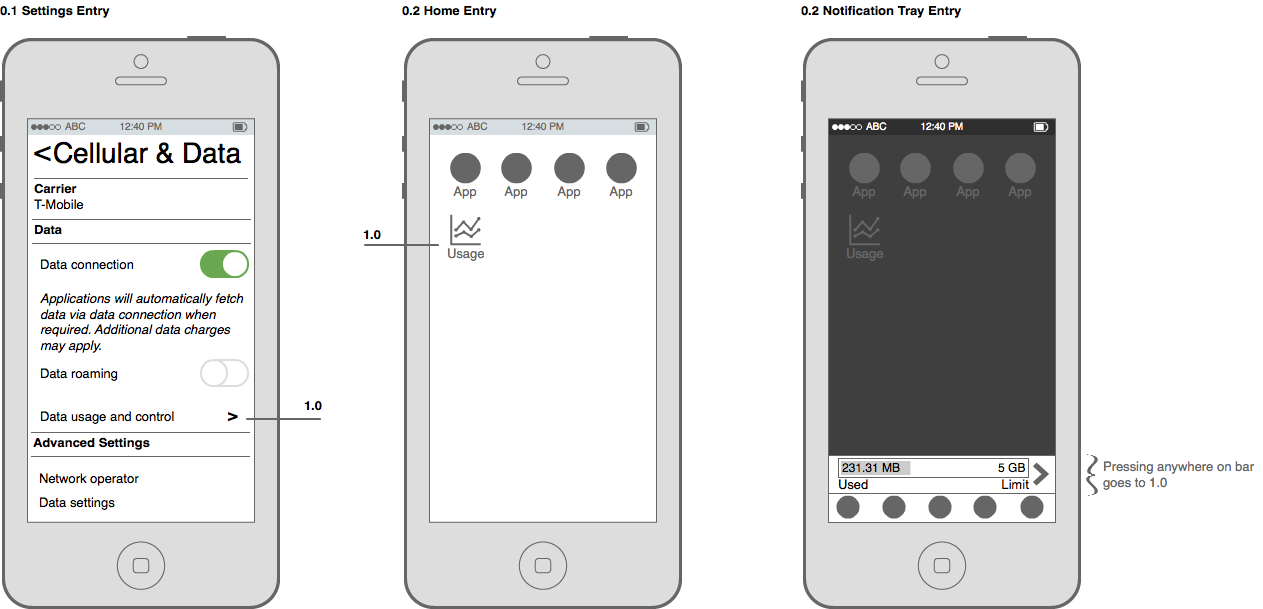 0.1 Settings Entry
ABC 12:40 PM
<Cellular & Data
Carrier
T-Mobile
Data
Data connection
Applications will automatically fetch
data via data connection when
required. Additional data charges
may apply.
Data roaming
Data usage and control >
1.0
Advanced Settings
Network operator
Data settings
0.2 Home Entry
ABC 12:40 PM
App App App App
1.0
Usage
0.2 Notification Tray Entry
ABC 12:40 PM
App App App App
Usage
231.31 MB 5 GB
Used Limit
Pressing anywhere on bar
goes to 1.0